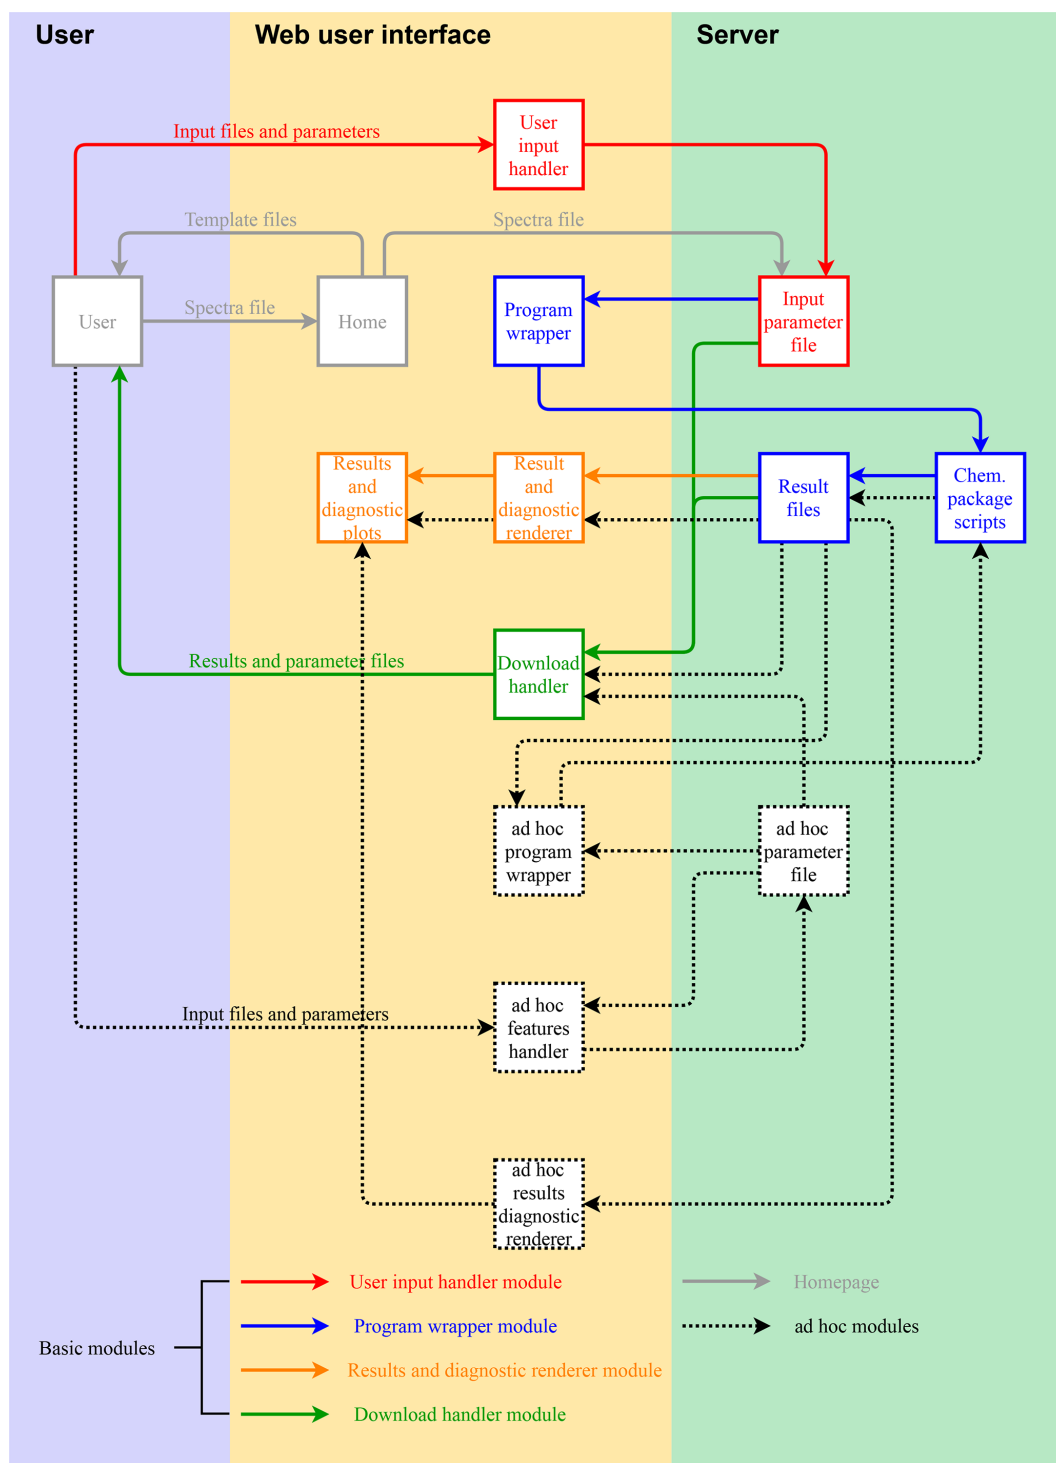 User
Web user interface
Server
Input files and parameters
User
input
handler
Template files
Spectra file
User
Spectra file
Home
Program
wrapper
Input
parameter
file
Results
and
diagnostic
plots
Result
and
diagnostic
renderer
Result
files
Chem.
package
scripts
Results and parameter files
Download
handler
ad hoc
program
wrapper
ad hoc
parameter
file
Input files and parameters
ad hoc
features
handler
ad hoc
results
diagnostic
renderer
Basic modules
User input handler module
Program wrapper module
Results and diagnostic renderer module
Download handler module
Homepage
ad hoc modules